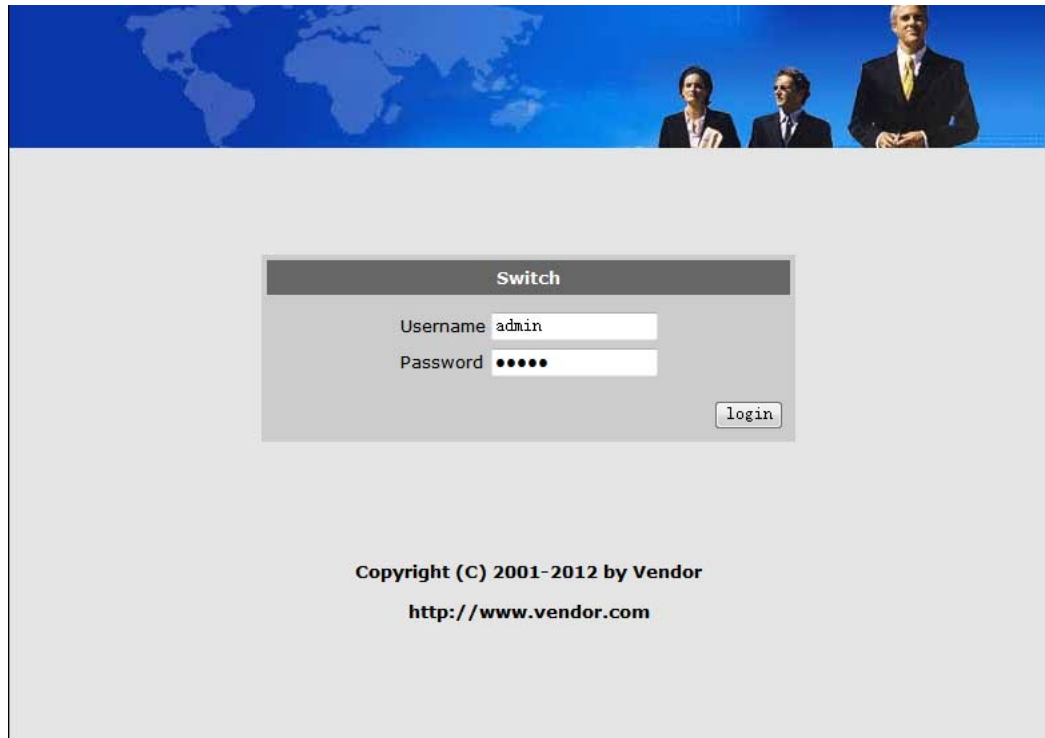 Switch
Username admin
Password •••••
login
Copyright (C) 2001-2012 by Vendor
http://www.vendor.com